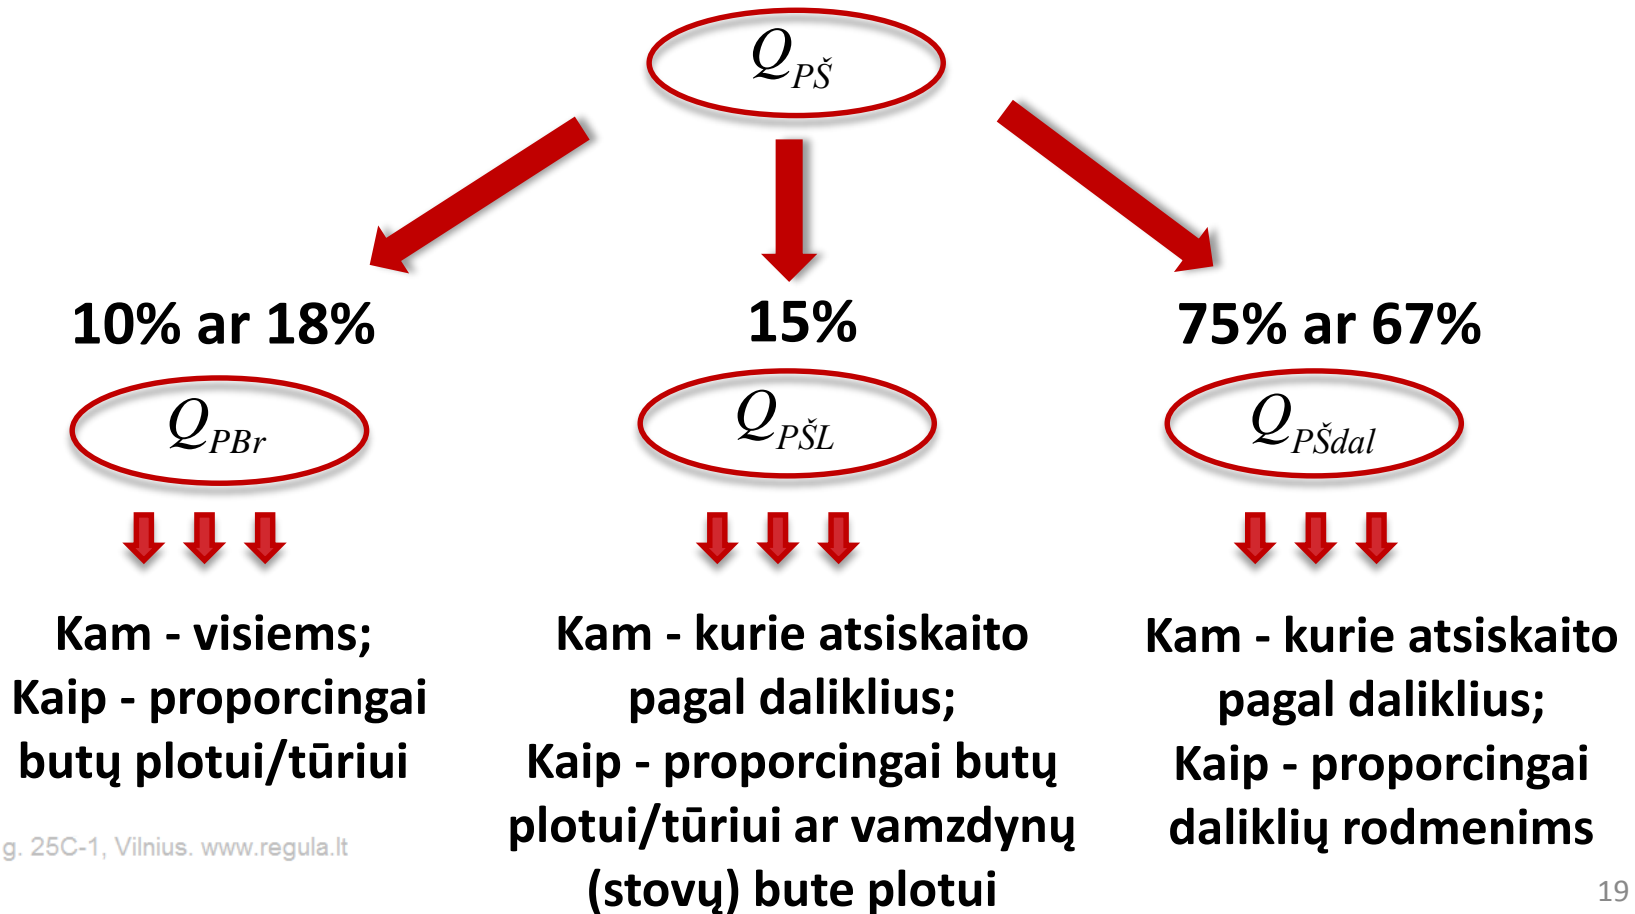 Q_PŠ
10% ar 18%
Q_PBr
Kam - visiems;
Kaip - proporcingai
butų plotui/tūriui
15%
Q_PŠL
Kam - kurie atsiskaito
pagal daliklius;
Kaip - proporcingai butų
plotui/tūriui ar vamzdynų
(stovų) bute plotui
75% ar 67%
Q_PŠdal
Kam - kurie atsiskaito
pagal daliklius;
Kaip - proporcingai
daliklių rodmenims
g. 25C-1, Vilnius. www.regula.lt
19